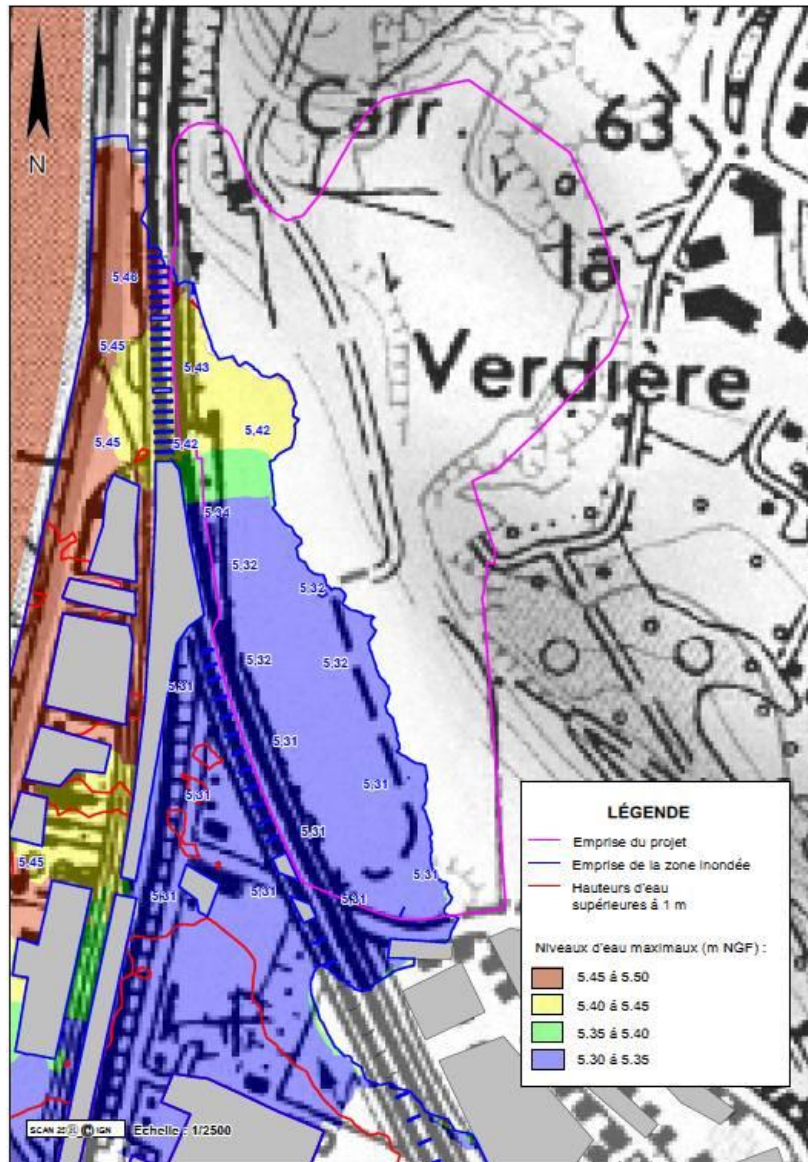 N
Carr.
63
la
Verdière
5,46
5,45
5,43
5,45
5,42
5,42
5,34
5,32
5,32
5,32
5,32
5,31
5,31
5,31
5,31
5,31
5,45
5,31
5,31
5,31
5,31
LÉGENDE
Emprise du projet
Emprise de la zone inondée
Hauteurs d'eau
supérieures à 1 m
Niveaux d'eau maximaux (m NGF) :
5.45 à 5.50
5.40 à 5.45
5.35 à 5.40
5.30 à 5.35
IGN
Echelle : 1/2500